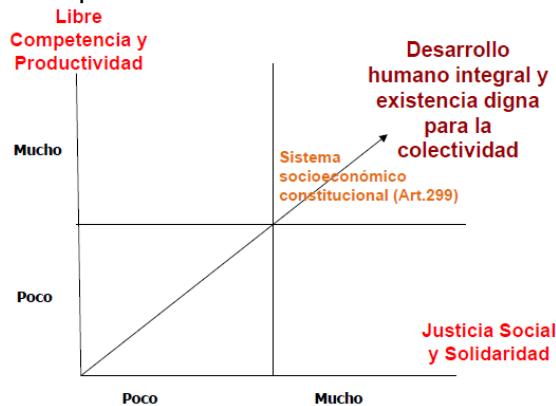 Libre
Competencia y
Productividad
Desarrollo
humano integral y
existencia digna
para la
colectividad
Mucho
Sistema
socioeconómico
constitucional (Art.299)
Poco
Justicia Social
y Solidaridad
Poco
Mucho